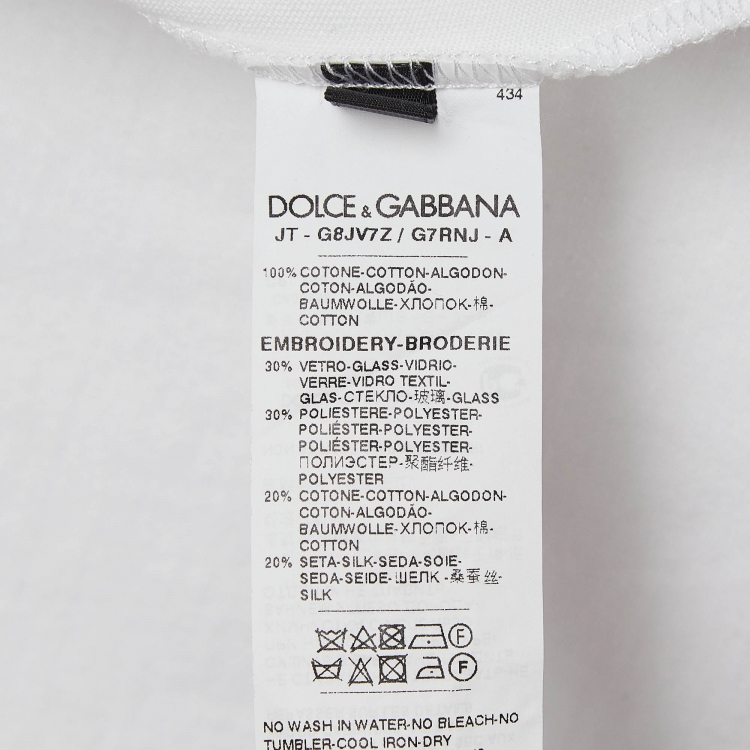 434
DOLCE & GABBANA
JT - G8JV7Z / G7RNJ - A
100% COTONE-COTTON-ALGODON-
COTON-ALGODÃO-
BAUMWOLLE-ХЛОПОК-棉-
COTTON
EMBROIDERY-BRODERIE
30% VETRO-GLASS-VIDRIC-
VERRE-VIDRO TEXTIL-
GLAS-СТЕКЛО-玻璃-GLASS
30% POLIESTERE-POLYESTER-
POLIÉSTER-POLYESTER-
POLIÉSTER-POLYESTER-
ПОЛИЭСТЕР-聚酯纤维-
POLYESTER
20% COTONE-COTTON-ALGODON-
COTON-ALGODÃO-
BAUMWOLLE-ХЛОПОК-棉-
COTTON
20% SETA-SILK-SEDA-SOIE-
SEDA-SEIDE-ШЕЛК -桑蚕丝-
SILK
F
F
NO WASH IN WATER-NO BLEACH-NO
TUMBLER-COOL IRON-DRY